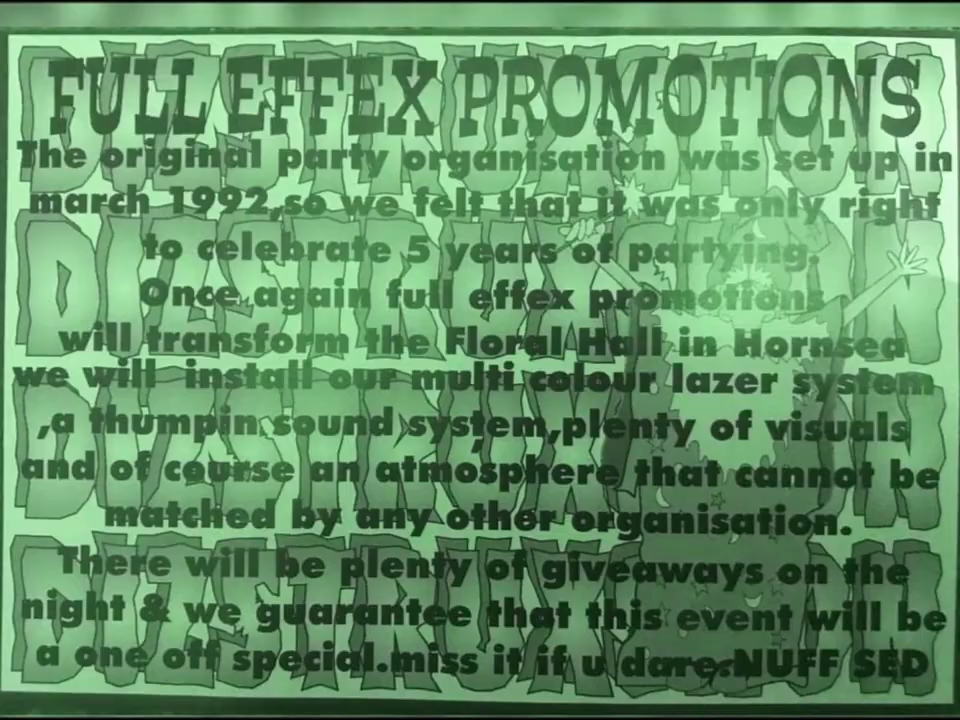 FULL EFFEX PROMOTIONS
The original party organisation was set up in
march 1992,so we felt that it was only right
to celebrate 5 years of partying.
Once again full effex promotions
will transform the Floral Hall in Hornsea
we will install our multi colour lazer system
,a thumpin sound system,plenty of visuals
and of course an atmosphere that cannot be
matched by any other organisation.
There will be plenty of giveaways on the
night & we guarantee that this event will be
a one off special.miss it if u dare.NUFF SED